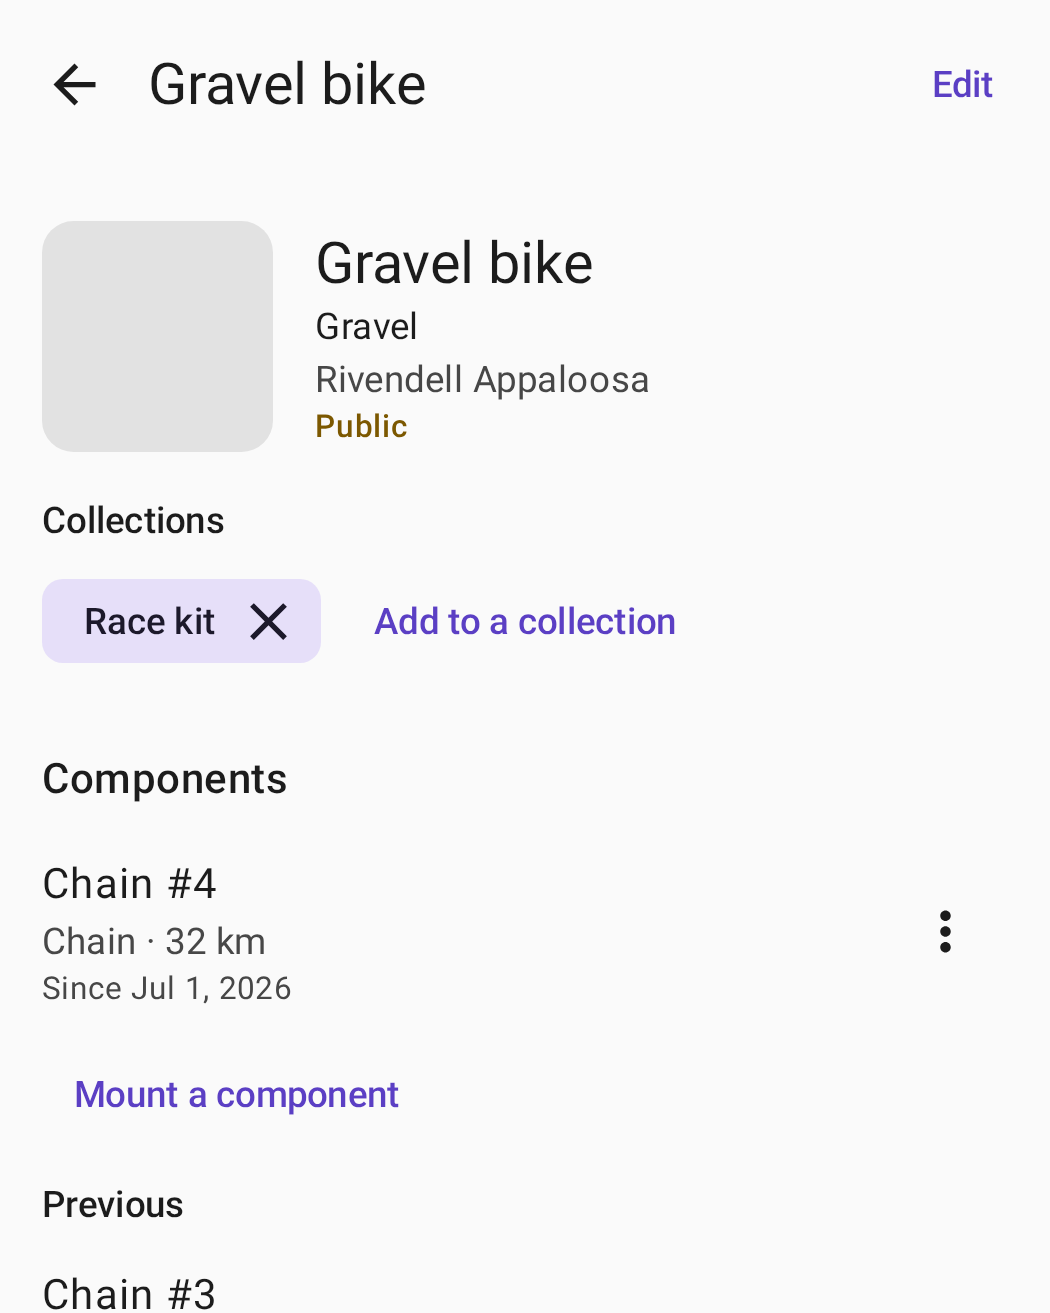 Gravel bike
Edit
Gravel bike
Gravel
Rivendell Appaloosa
Public
Collections
Race kit
Add to a collection
Components
Chain #4
Chain · 32 km
Since Jul 1, 2026
Mount a component
Previous
Chain #3